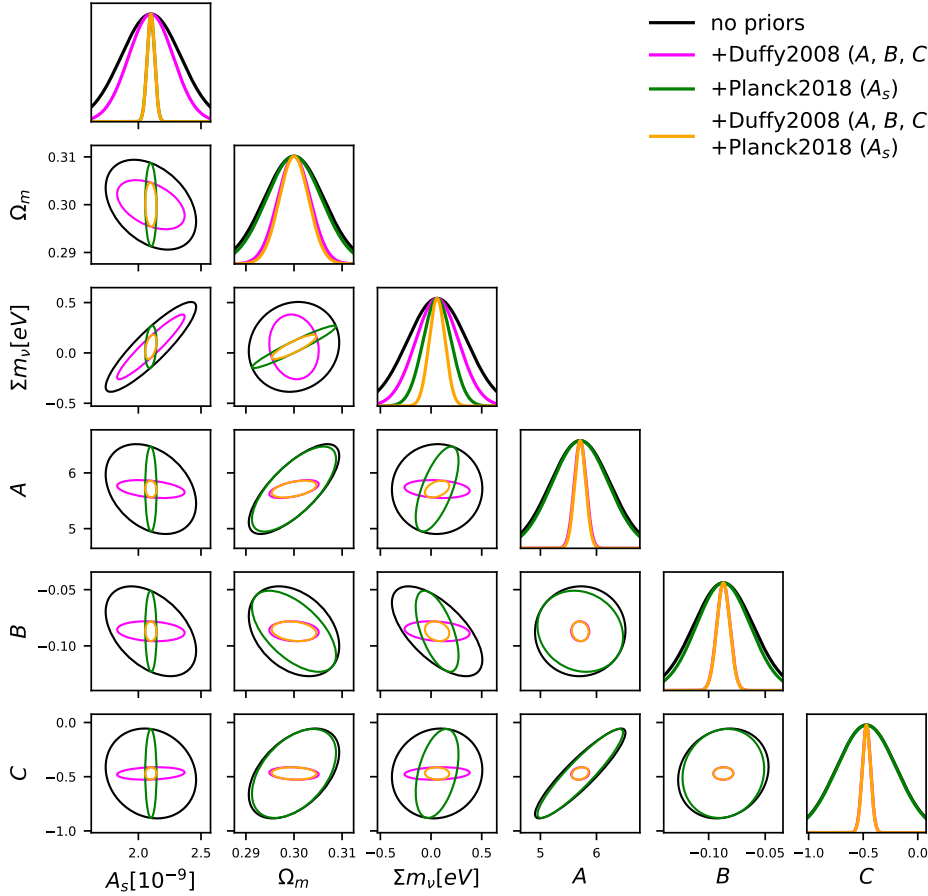 no priors
+Duffy2008 (A, B, C
+Planck2018 (A_s)
+Duffy2008 (A, B, C
+Planck2018 (A_s)
0.31
0.30
0.29
Ω_m
0.5
0.0
−0.5
Σm_ν[eV]
6
5
A
−0.05
−0.10
B
0.0
−0.5
−1.0
C
2.0 2.5 0.29 0.30 0.31 −0.5 0.0 0.5 5 6 −0.10 −0.05 −1.0 −0.5 0.0
A_s[10^{-9}] Ω_m Σm_ν[eV] A B C